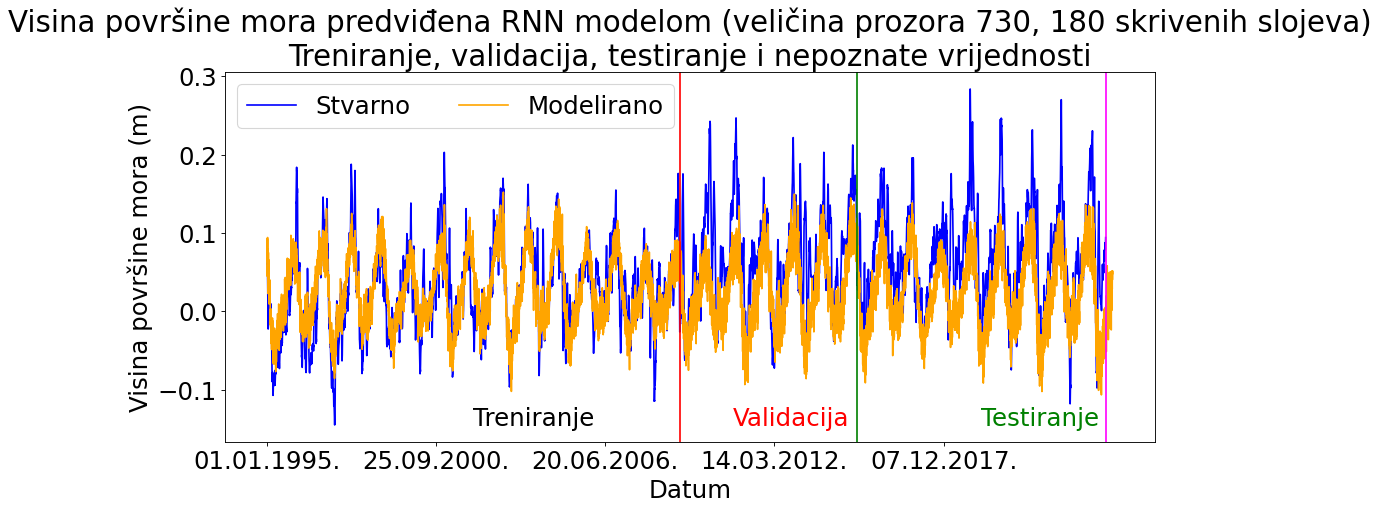 Visina površine mora predviđena RNN modelom (veličina prozora 730, 180 skrivenih slojeva)
Treniranje, validacija, testiranje i nepoznate vrijednosti
Stvarno
Modelirano
Visina površine mora (m)
0.3
0.2
0.1
0.0
−0.1
Treniranje
Validacija
Testiranje
01.01.1995.
25.09.2000.
20.06.2006.
14.03.2012.
07.12.2017.
Datum